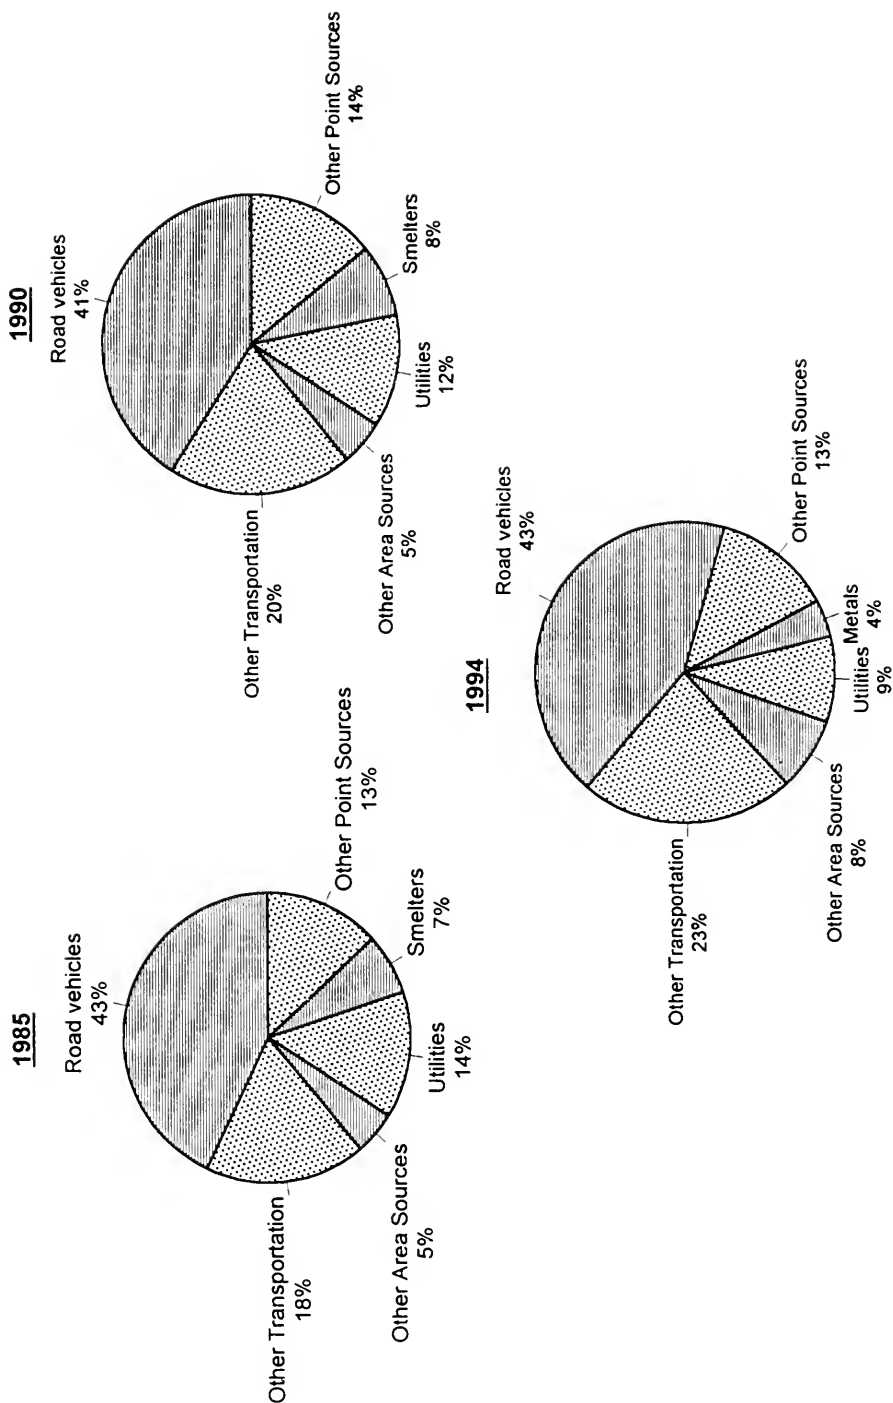 1985
Road vehicles
43%
Other Point Sources
13%
Smelters
7%
Utilities
14%
Other Area Sources
5%
Other Transportation
18%
1990
Road vehicles
41%
Other Point Sources
14%
Smelters
8%
Utilities
12%
Other Area Sources
5%
Other Transportation
20%
1994
Road vehicles
43%
Other Point Sources
13%
Metals
4%
Utilities
9%
Other Area Sources
8%
Other Transportation
23%